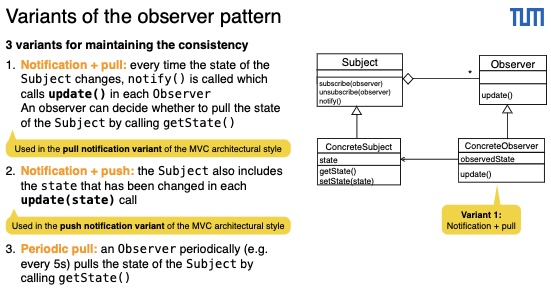 Variants of the observer pattern
TUM
3 variants for maintaining the consistency
1. Notification + pull: every time the state of the
Subject changes, notify() is called which
calls update() in each Observer
An observer can decide whether to pull the state
of the Subject by calling getState()
Used in the pull notification variant of the MVC architectural style
2. Notification + push: the Subject also includes
the state that has been changed in each
update(state) call
Used in the push notification variant of the MVC architectural style
3. Periodic pull: an Observer periodically (e.g.
every 5s) pulls the state of the Subject by
calling getState()
Subject
subscribe(observer)
unsubscribe(observer)
notify()
*
Observer
update()
ConcreteSubject
state
getState()
setState(state)
ConcreteObserver
observedState
update()
Variant 1:
Notification + pull